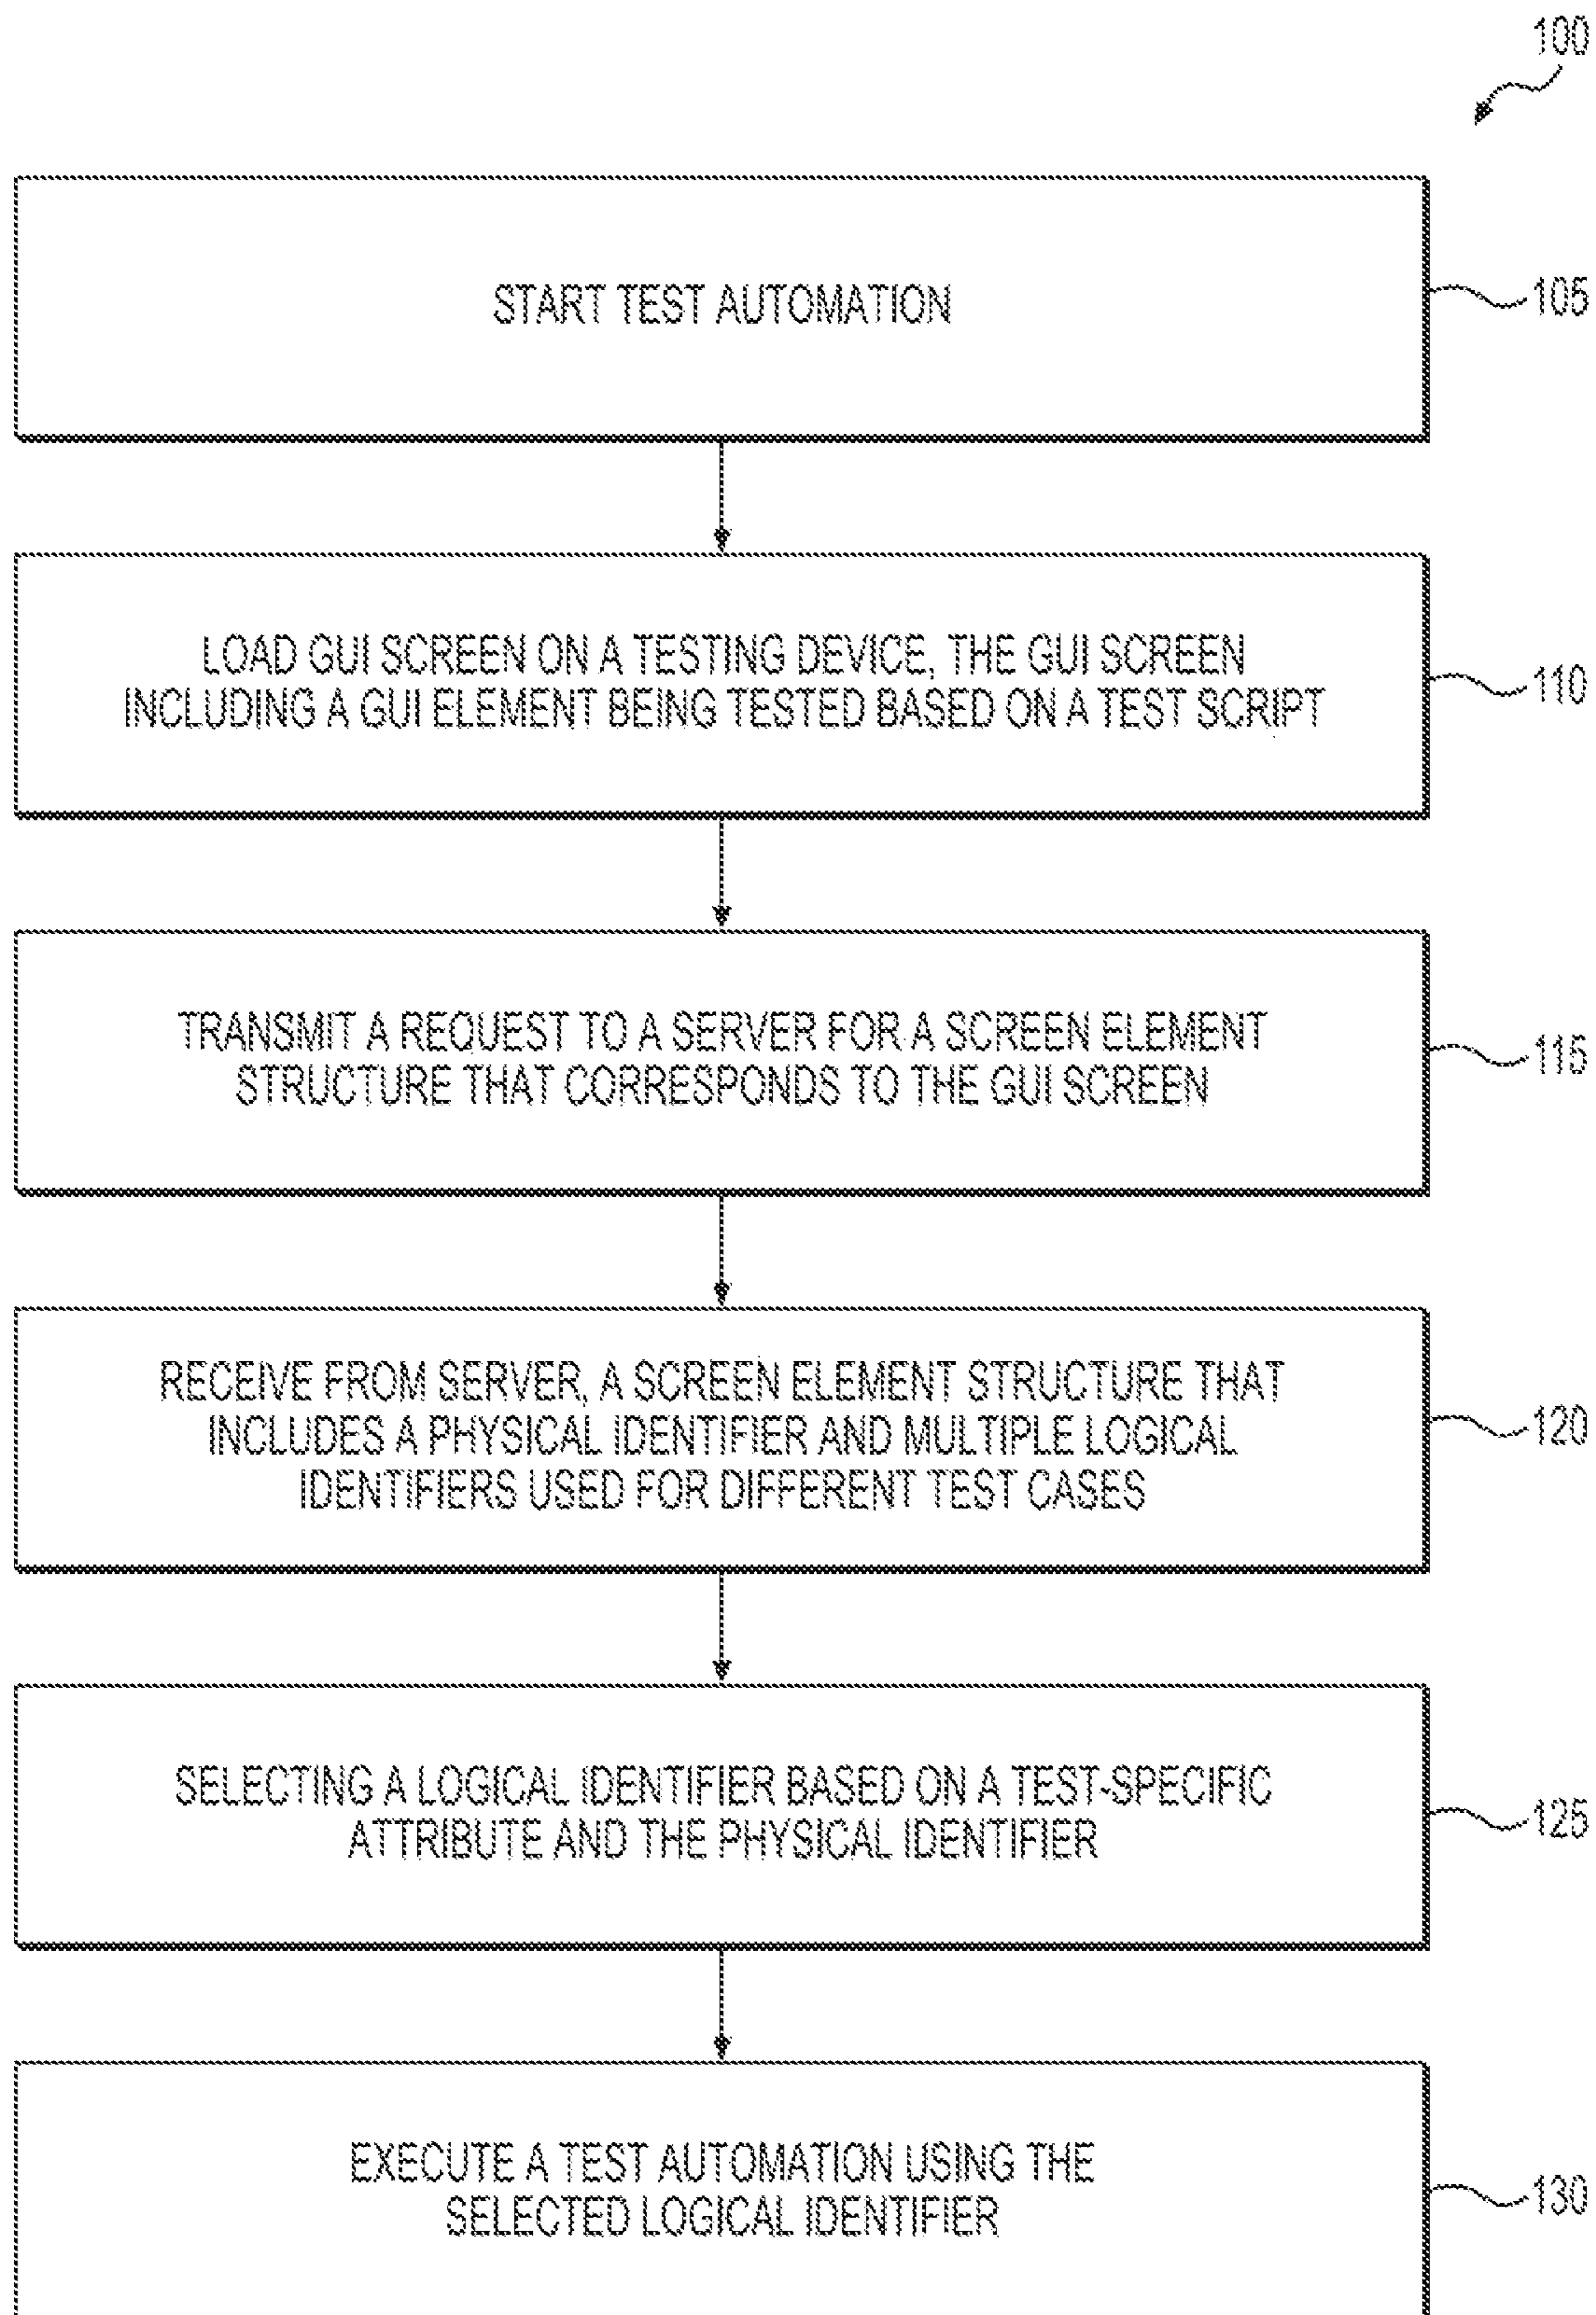 100
START TEST AUTOMATION
105
LOAD GUI SCREEN ON A TESTING DEVICE, THE GUI SCREEN
INCLUDING A GUI ELEMENT BEING TESTED BASED ON A TEST SCRIPT
110
TRANSMIT A REQUEST TO A SERVER FOR A SCREEN ELEMENT
STRUCTURE THAT CORRESPONDS TO THE GUI SCREEN
115
RECEIVE FROM SERVER, A SCREEN ELEMENT STRUCTURE THAT
INCLUDES A PHYSICAL IDENTIFIER AND MULTIPLE LOGICAL
IDENTIFIERS USED FOR DIFFERENT TEST CASES
120
SELECTING A LOGICAL IDENTIFIER BASED ON A TEST-SPECIFIC
ATTRIBUTE AND THE PHYSICAL IDENTIFIER
125
EXECUTE A TEST AUTOMATION USING THE
SELECTED LOGICAL IDENTIFIER
130